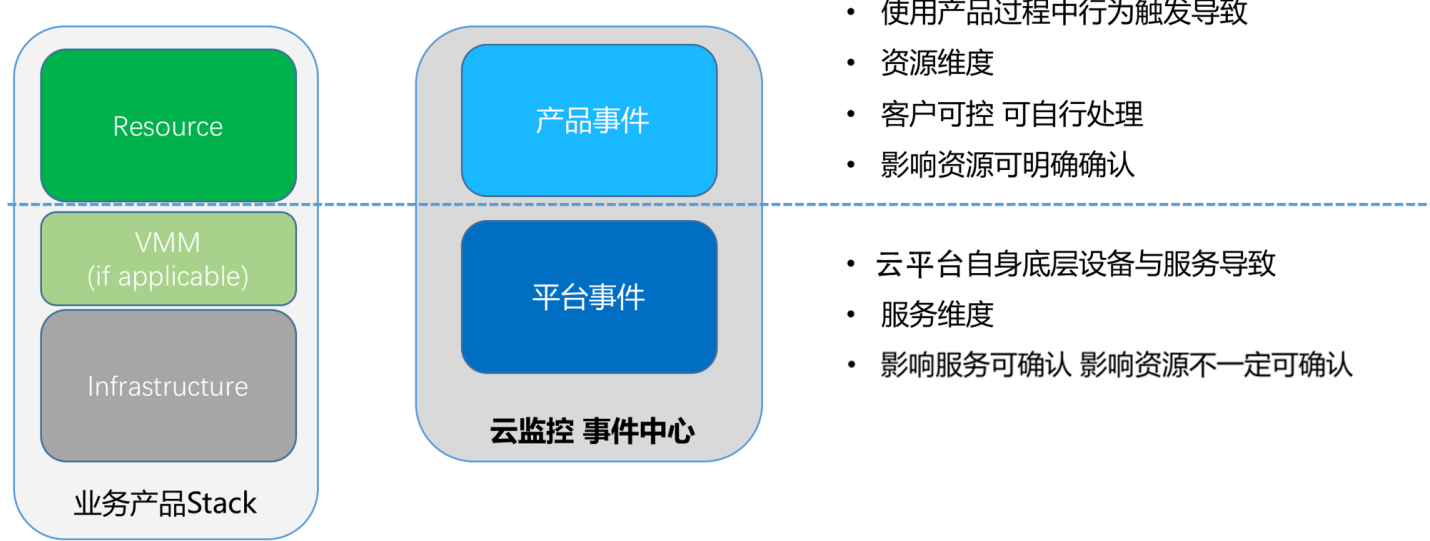 Resource
VMM
(if applicable)
Infrastructure
业务产品Stack
产品事件
平台事件
云监控 事件中心
• 使用产品过程中行为触发导致
• 资源维度
• 客户可控 可自行处理
• 影响资源可明确确认
• 云平台自身底层设备与服务导致
• 服务维度
• 影响服务可确认 影响资源不一定可确认